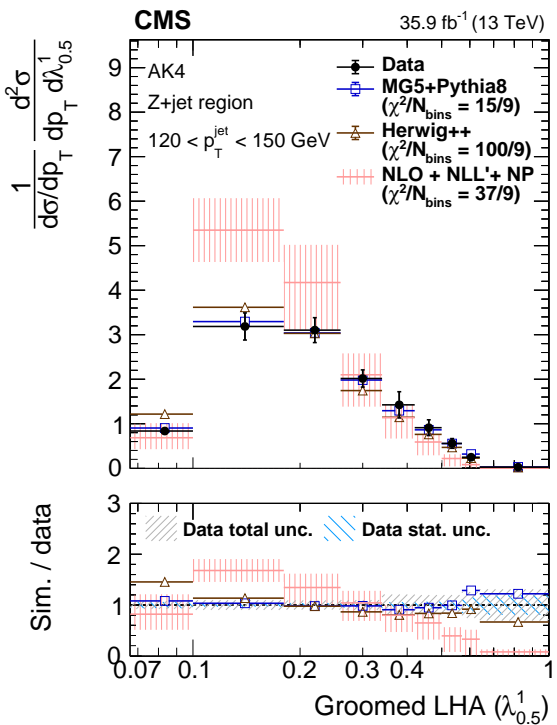 CMS
35.9 fb⁻¹ (13 TeV)
1 / dσ/dp_T  d²σ / dp_T dλ¹_0.5
AK4
Z+jet region
120 < p_T^jet < 150 GeV
Data
MG5+Pythia8
(χ²/N_bins = 15/9)
Herwig++
(χ²/N_bins = 100/9)
NLO + NLL'+ NP
(χ²/N_bins = 37/9)
9
8
7
6
5
4
3
2
1
0
Sim. / data
3
2
1
0
Data total unc.
Data stat. unc.
0.07 0.1 0.2 0.3 0.4 1
Groomed LHA (λ¹_0.5)